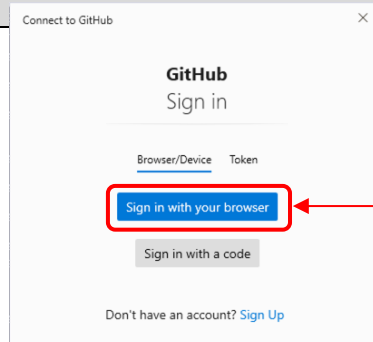 Connect to GitHub
GitHub
Sign in
Browser/Device Token
Sign in with your browser
Sign in with a code
Don't have an account? Sign Up